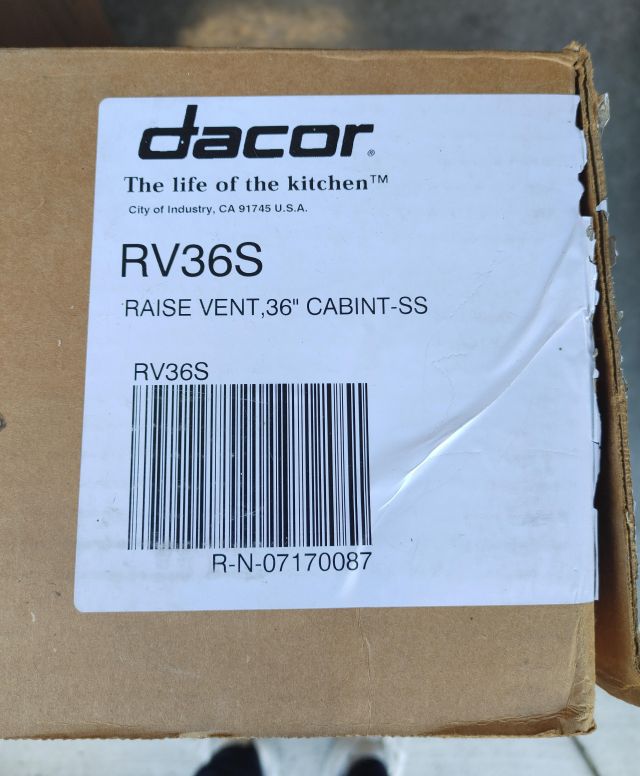 dacor®
The life of the kitchen™
City of Industry, CA 91745 U.S.A.
RV36S
RAISE VENT,36" CABINT-SS
RV36S
R-N-07170087